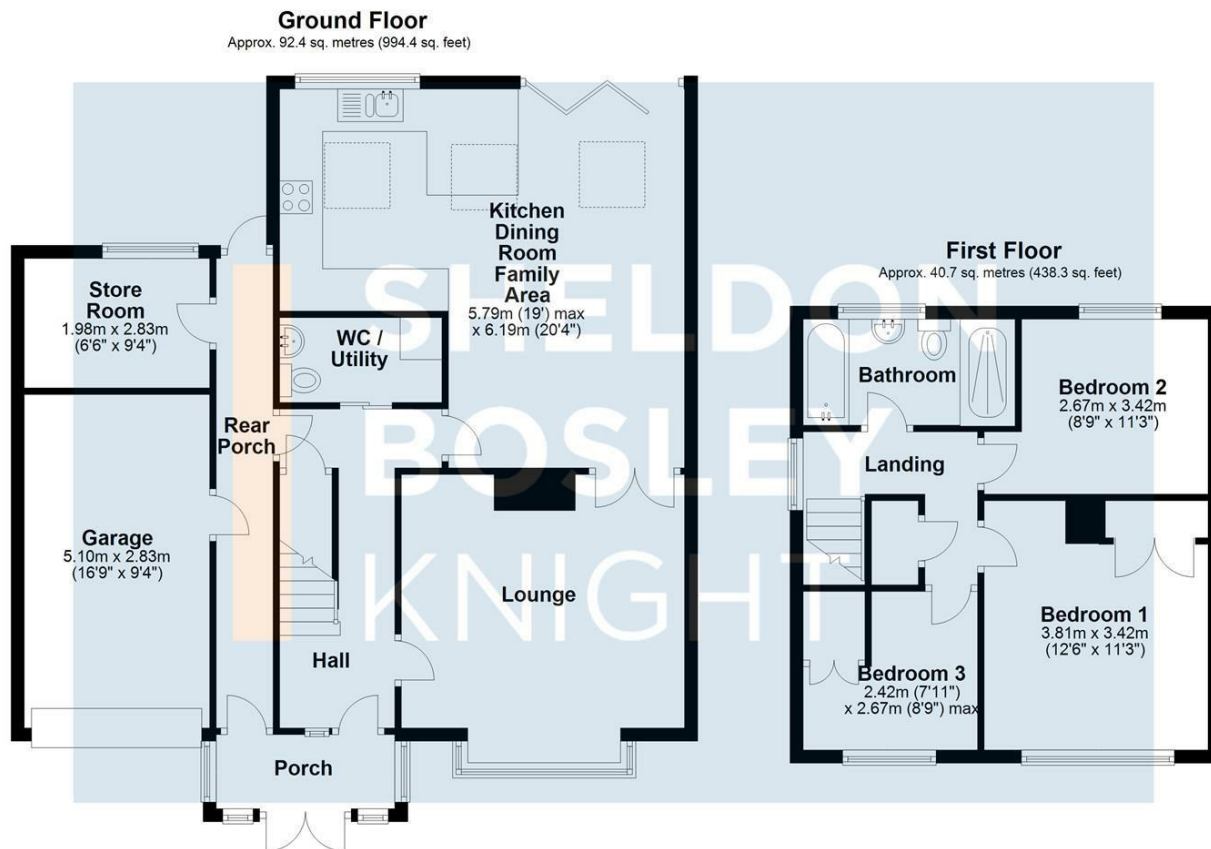 Ground Floor
Approx. 92.4 sq. metres (994.4 sq. feet)
Kitchen
Dining
Room
Family
Area
5.79m (19') max
x 6.19m (20'4")
Store
Room
1.98m x 2.83m
(6'6" x 9'4")
WC /
Utility
Rear
Porch
Garage
5.10m x 2.83m
(16'9" x 9'4")
Lounge
Hall
Porch
First Floor
Approx. 40.7 sq. metres (438.3 sq. feet)
Bathroom
Bedroom 2
2.67m x 3.42m
(8'9" x 11'3")
Landing
Bedroom 1
3.81m x 3.42m
(12'6" x 11'3")
Bedroom 3
2.42m (7'11")
x 2.67m (8'9") max
SHELDON
BOSLEY
KNIGHT